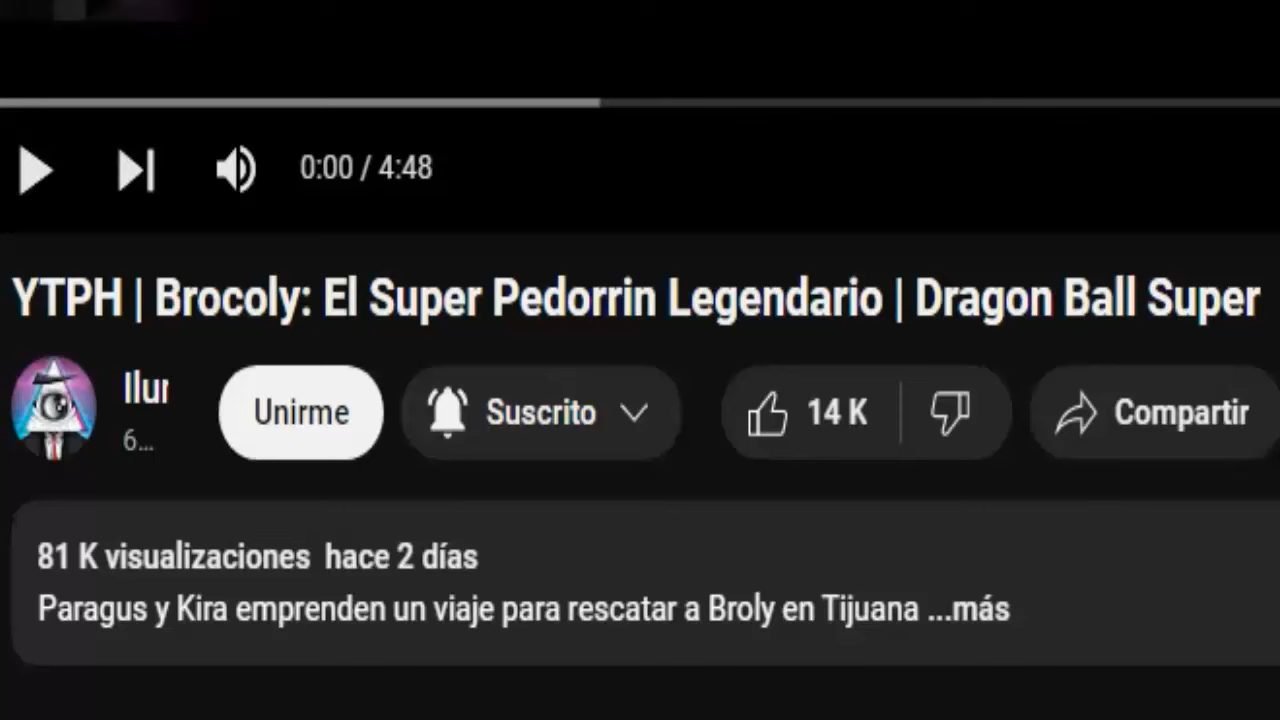 0:00 / 4:48
YTPH | Brocoly: El Super Pedorrin Legendario | Dragon Ball Super
Ilur
6...
Unirme
Suscrito
14 K
Compartir
81 K visualizaciones hace 2 días
Paragus y Kira emprenden un viaje para rescatar a Broly en Tijuana ...más